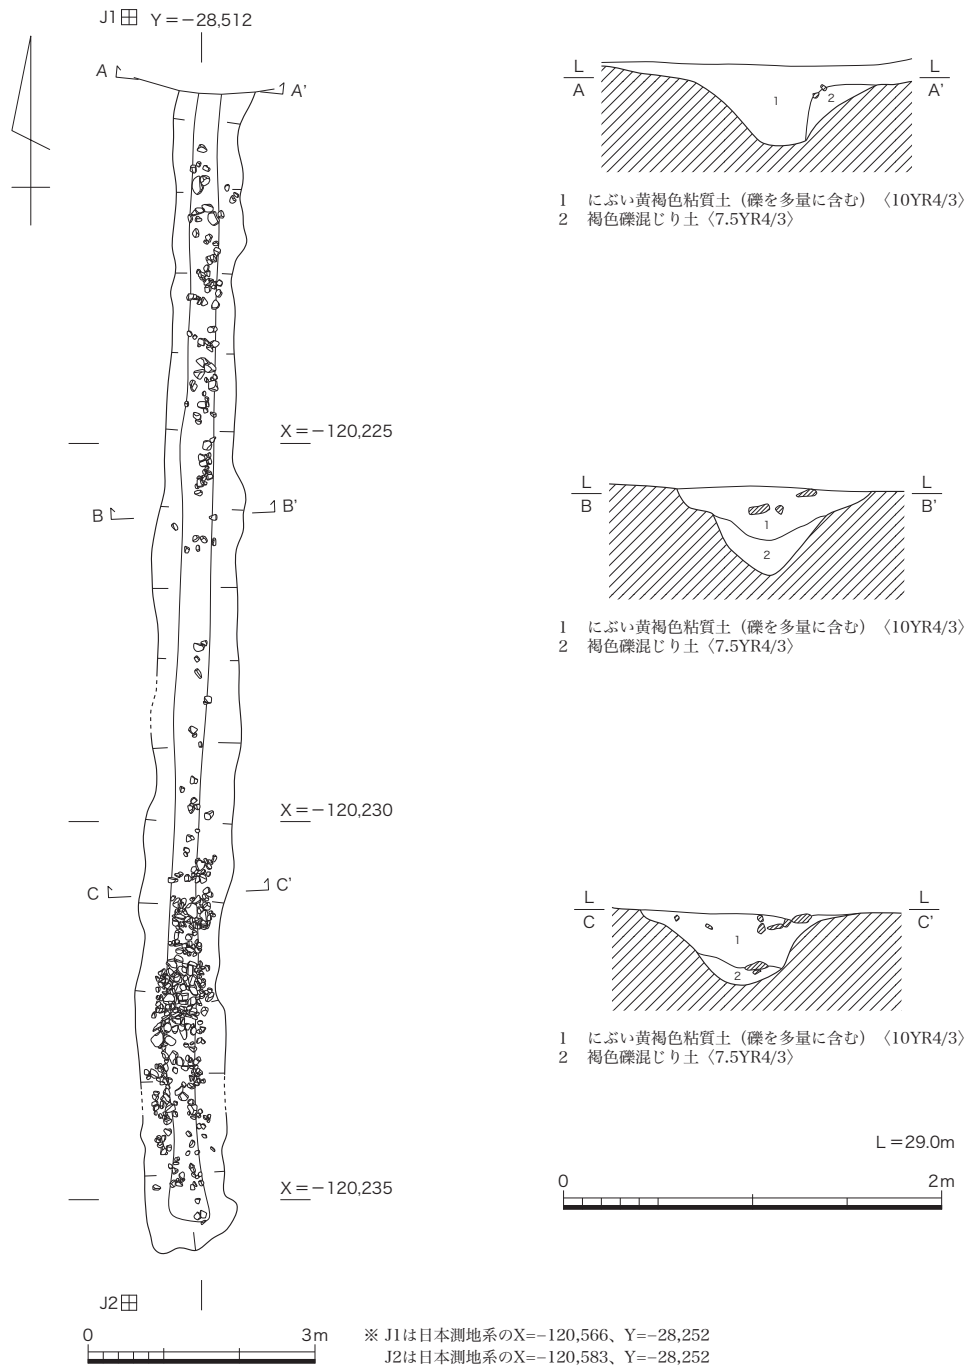 J1田 Y=−28,512
A
A'
X=−120,225
B
B'
X=−120,230
C
C'
X=−120,235
J2田
0 3m
L
A
L
A'
1
2
1 にぶい黄褐色粘質土（礫を多量に含む）〈10YR4/3〉
2 褐色礫混じり土〈7.5YR4/3〉
L
B
L
B'
1
2
1 にぶい黄褐色粘質土（礫を多量に含む）〈10YR4/3〉
2 褐色礫混じり土〈7.5YR4/3〉
L
C
L
C'
1
2
1 にぶい黄褐色粘質土（礫を多量に含む）〈10YR4/3〉
2 褐色礫混じり土〈7.5YR4/3〉
L=29.0m
0 2m
※ J1は日本測地系のX=−120,566、Y=−28,252
J2は日本測地系のX=−120,583、Y=−28,252